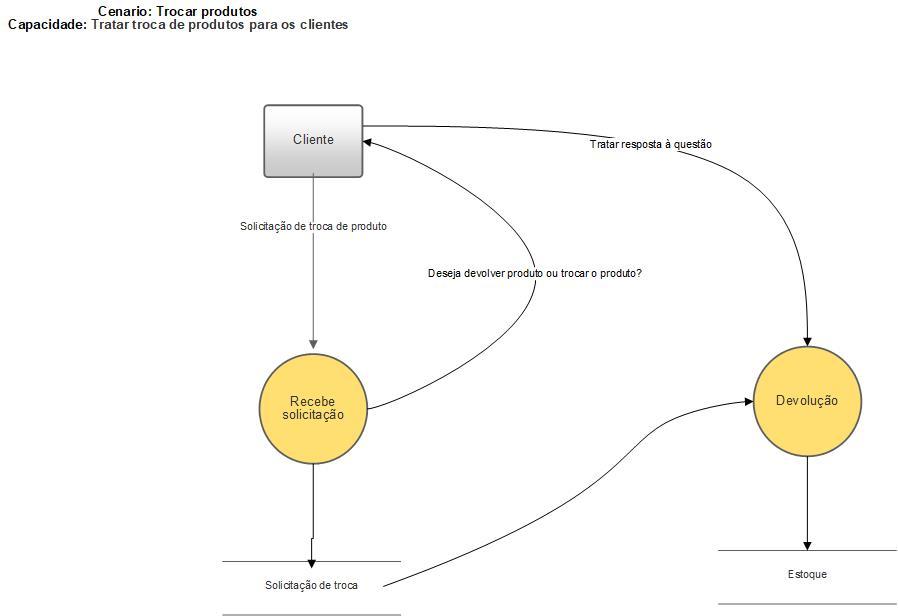 Cenario: Trocar produtos
Capacidade: Tratar troca de produtos para os clientes
Cliente
Tratar resposta à questão
Solicitação de troca de produto
Deseja devolver produto ou trocar o produto?
Recebe
solicitação
Devolução
Solicitação de troca
Estoque